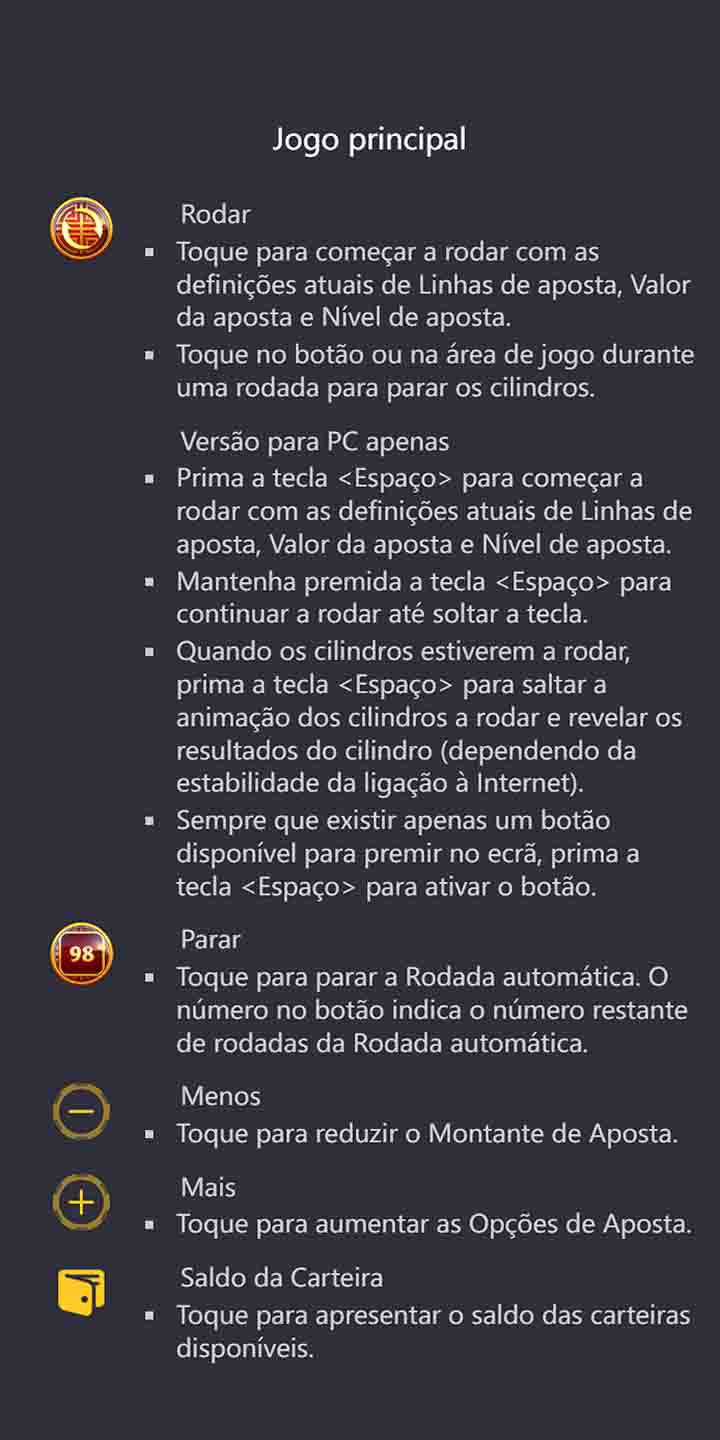 Jogo principal
Rodar
▪ Toque para começar a rodar com as
definições atuais de Linhas de aposta, Valor
da aposta e Nível de aposta.
▪ Toque no botão ou na área de jogo durante
uma rodada para parar os cilindros.
Versão para PC apenas
▪ Prima a tecla <Espaço> para começar a
rodar com as definições atuais de Linhas de
aposta, Valor da aposta e Nível de aposta.
▪ Mantenha premida a tecla <Espaço> para
continuar a rodar até soltar a tecla.
▪ Quando os cilindros estiverem a rodar,
prima a tecla <Espaço> para saltar a
animação dos cilindros a rodar e revelar os
resultados do cilindro (dependendo da
estabilidade da ligação à Internet).
▪ Sempre que existir apenas um botão
disponível para premir no ecrã, prima a
tecla <Espaço> para ativar o botão.
98
Parar
▪ Toque para parar a Rodada automática. O
número no botão indica o número restante
de rodadas da Rodada automática.
Menos
▪ Toque para reduzir o Montante de Aposta.
Mais
▪ Toque para aumentar as Opções de Aposta.
Saldo da Carteira
▪ Toque para apresentar o saldo das carteiras
disponíveis.